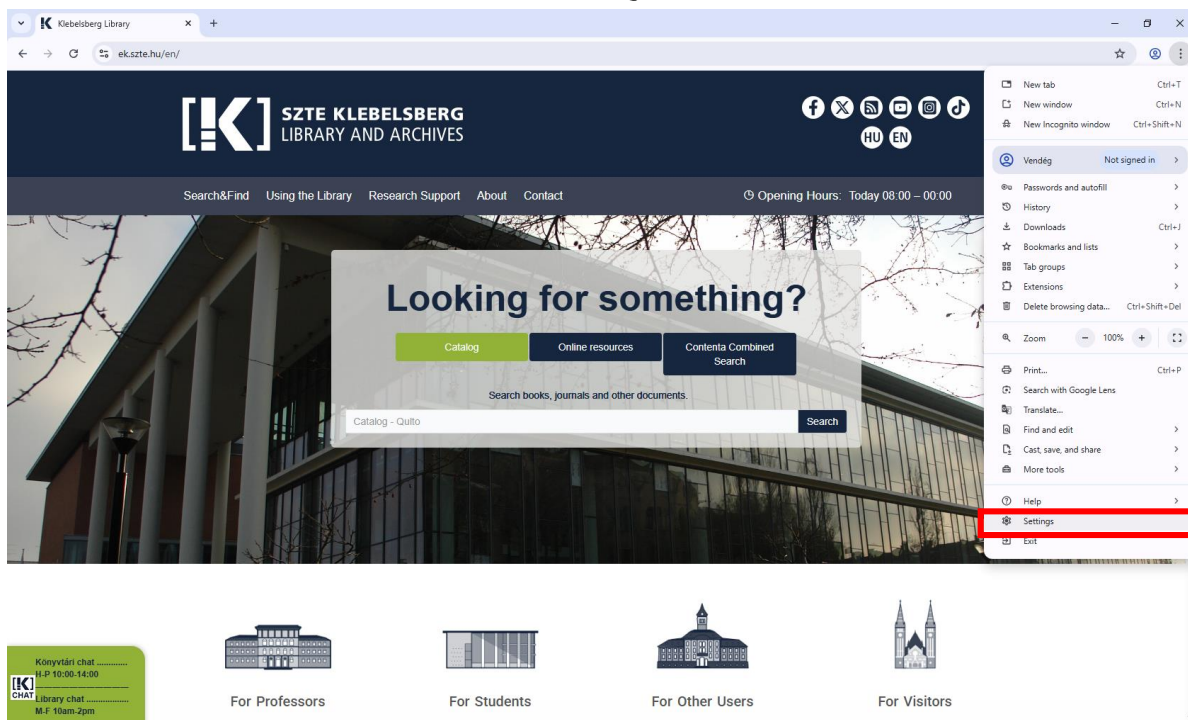 Klebelsberg Library
ek.szte.hu/en/
[K] SZTE KLEBELSBERG
LIBRARY AND ARCHIVES
HU EN
Search&Find Using the Library Research Support About Contact
Opening Hours: Today 08:00 – 00:00
Looking for something?
Catalog
Online resources
Contenta Combined
Search
Search books, journals and other documents.
Catalog - Qulto
Search
New tab Ctrl+T
New window Ctrl+N
New Incognito window Ctrl+Shift+N
Vendég Not signed in
Passwords and autofill
History
Downloads Ctrl+J
Bookmarks and lists
Tab groups
Extensions
Delete browsing data... Ctrl+Shift+Del
Zoom − 100% +
Print... Ctrl+P
Search with Google Lens
Translate...
Find and edit
Cast, save, and share
More tools
Help
Settings
Exit
For Professors
For Students
For Other Users
For Visitors
Könyvtári chat .............
H-P 10:00-14:00
[K]
CHAT
Library chat ..................
M-F 10am-2pm